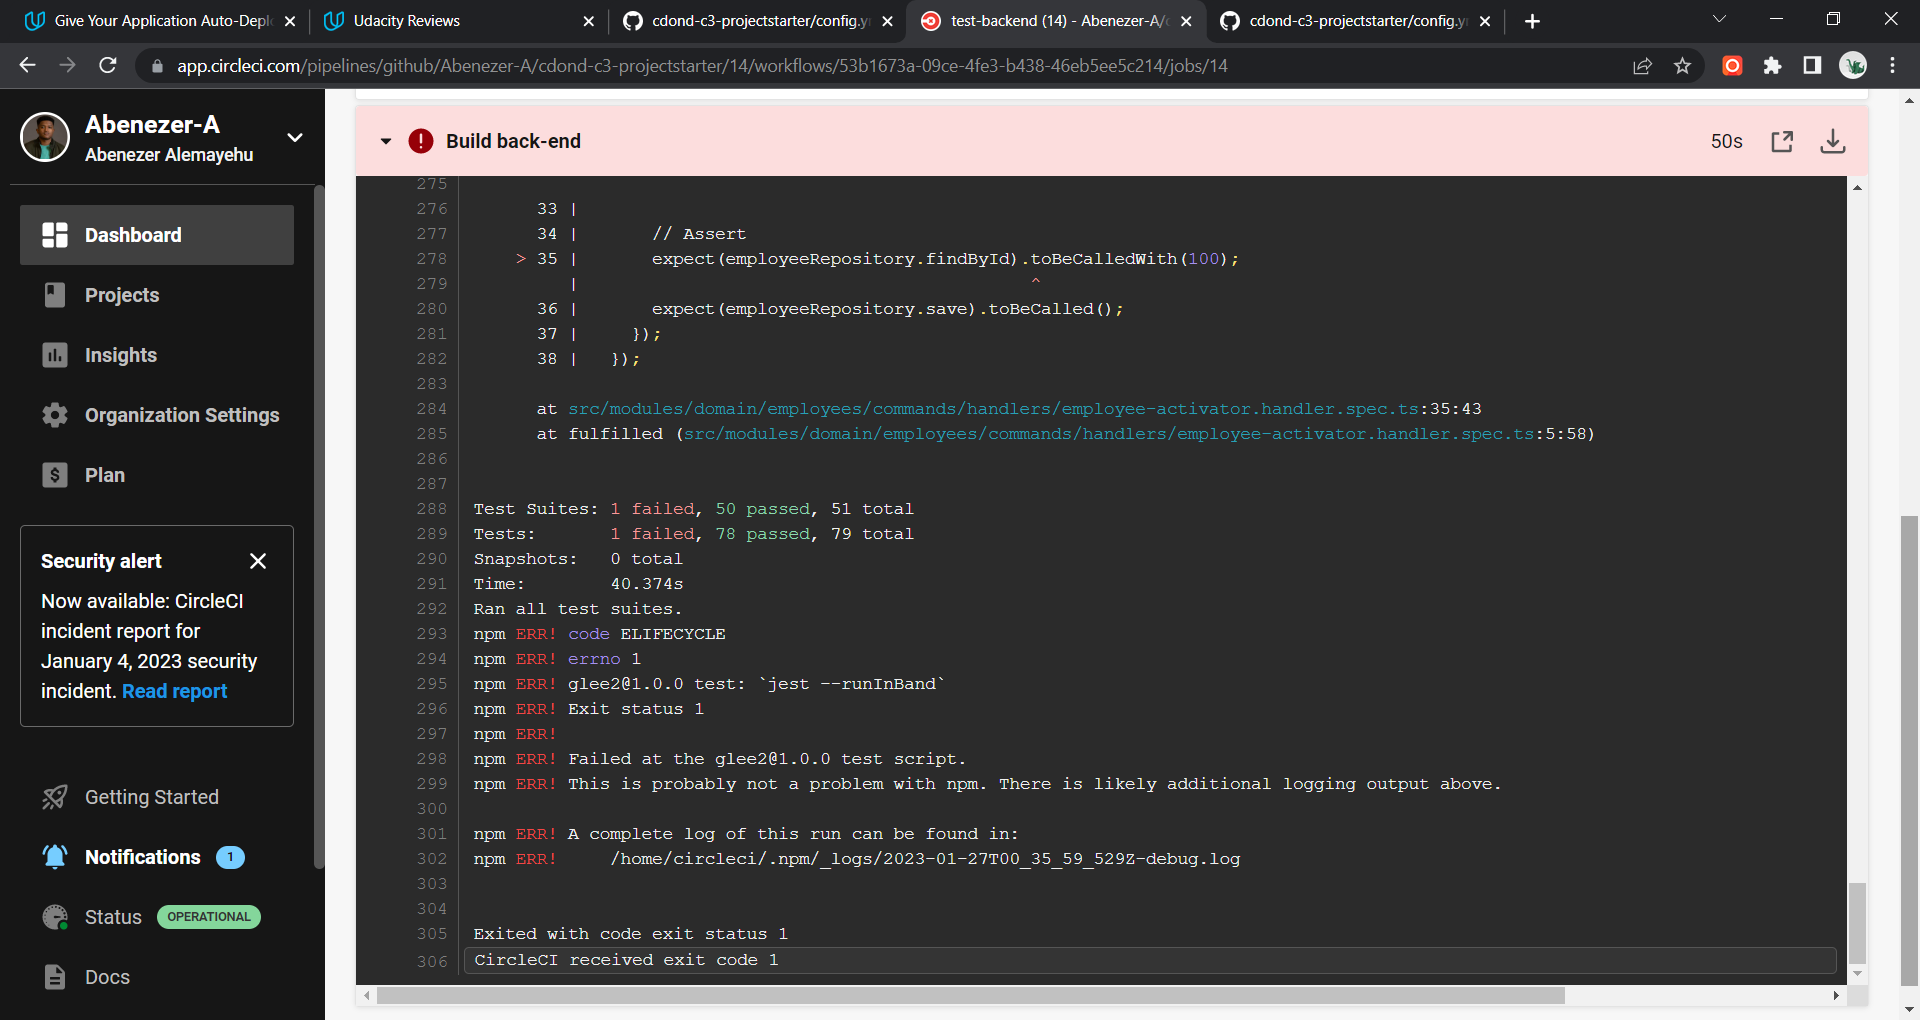 Give Your Application Auto-Depl
Udacity Reviews
cdond-c3-projectstarter/config.y
test-backend (14) - Abenezer-A/c
cdond-c3-projectstarter/config.y
app.circleci.com/pipelines/github/Abenezer-A/cdond-c3-projectstarter/14/workflows/53b1673a-09ce-4fe3-b438-46eb5ee5c214/jobs/14
Abenezer-A
Abenezer Alemayehu
Dashboard
Projects
Insights
Organization Settings
Plan
Security alert
Now available: CircleCI
incident report for
January 4, 2023 security
incident. Read report
Getting Started
Notifications 1
Status OPERATIONAL
Docs
Build back-end
50s
275
276 33 |
277 34 | // Assert
278 > 35 | expect(employeeRepository.findById).toBeCalledWith(100);
279 | ^
280 36 | expect(employeeRepository.save).toBeCalled();
281 37 | });
282 38 | });
283
284 at src/modules/domain/employees/commands/handlers/employee-activator.handler.spec.ts:35:43
285 at fulfilled (src/modules/domain/employees/commands/handlers/employee-activator.handler.spec.ts:5:58)
286
287
288 Test Suites: 1 failed, 50 passed, 51 total
289 Tests: 1 failed, 78 passed, 79 total
290 Snapshots: 0 total
291 Time: 40.374s
292 Ran all test suites.
293 npm ERR! code ELIFECYCLE
294 npm ERR! errno 1
295 npm ERR! glee2@1.0.0 test: `jest --runInBand`
296 npm ERR! Exit status 1
297 npm ERR!
298 npm ERR! Failed at the glee2@1.0.0 test script.
299 npm ERR! This is probably not a problem with npm. There is likely additional logging output above.
300
301 npm ERR! A complete log of this run can be found in:
302 npm ERR! /home/circleci/.npm/_logs/2023-01-27T00_35_59_529Z-debug.log
303
304
305 Exited with code exit status 1
306 CircleCI received exit code 1